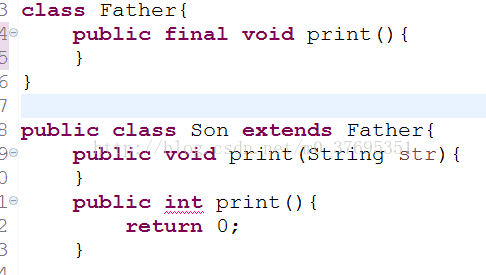 3 class Father{
4 public final void print(){
5 }
6 }
7
8 public class Son extends Father{
http://blog.csdn.net/m0_37695351
9 public void print(String str){
0 }
1 public int print(){
2 return 0;
3 }